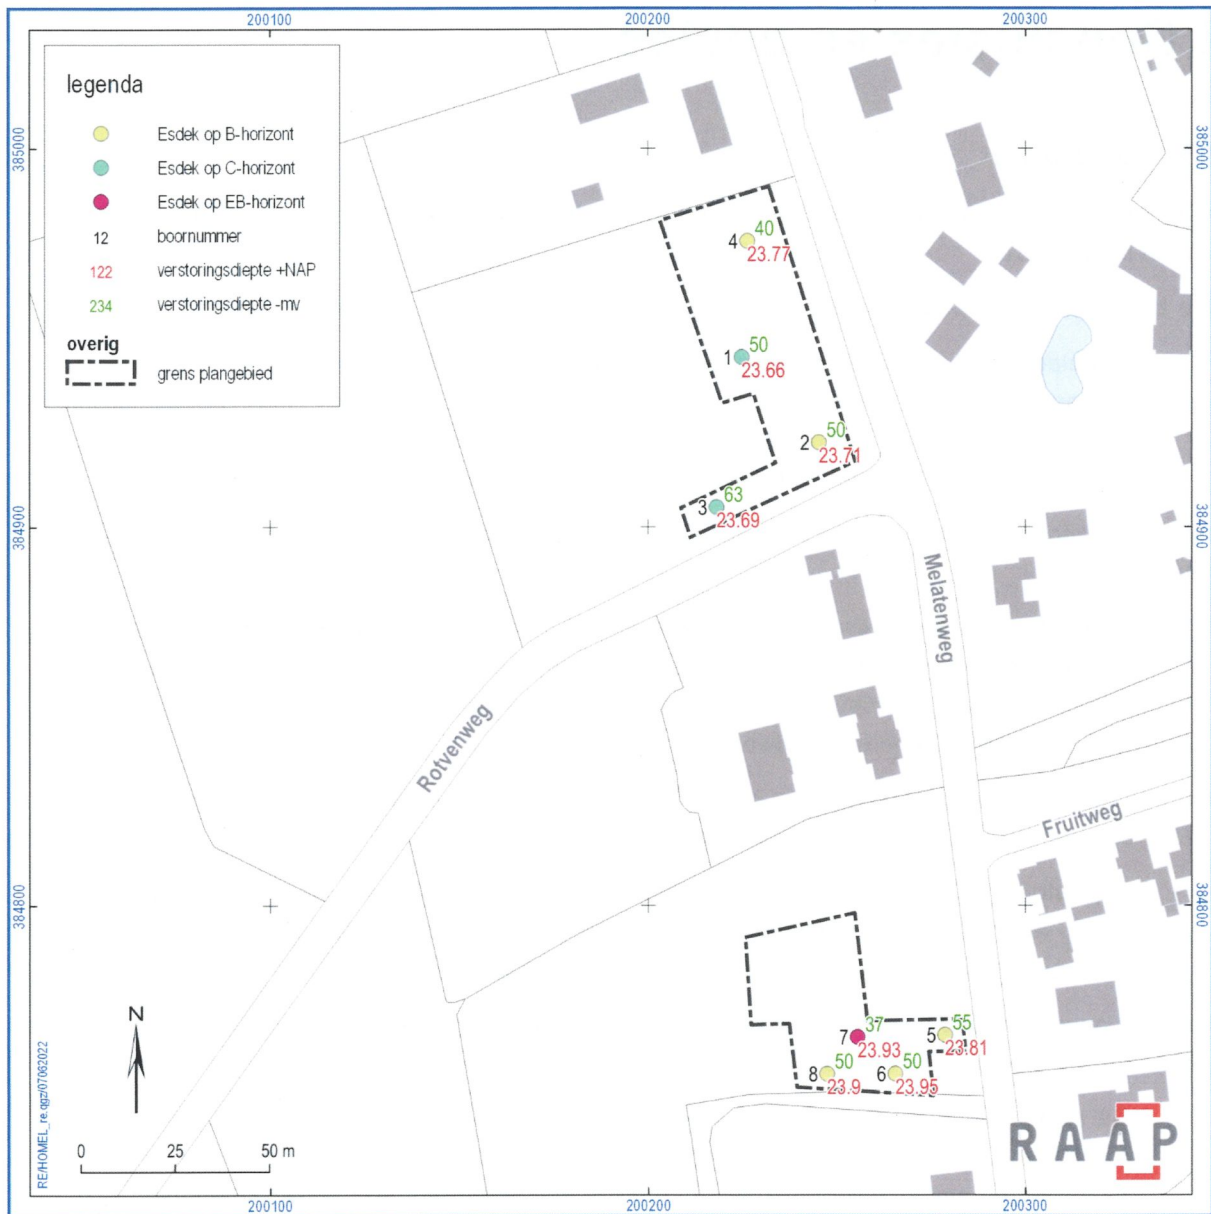 200100
200200
200300
legenda
Esdek op B-horizont
Esdek op C-horizont
Esdek op EB-horizont
12 boornummer
122 verstoringsdiepte +NAP
234 verstoringsdiepte -mv
overig
grens plangebied
385000
385000
4 40
23.77
1 50
23.66
2 50
23.71
3 63
23.69
384900
384900
Melatenweg
Rotvenweg
Fruitweg
384800
384800
7 37
23.93
5 55
23.81
8 50
23.9
6 50
23.95
N
0 25 50 m
RE/HOMEL_re.qgz/07062022
RAAP
200100
200200
200300